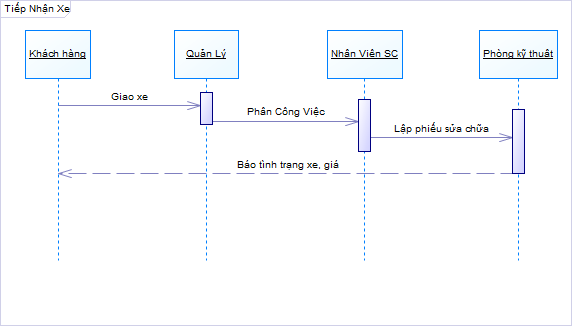 Tiếp Nhận Xe
Khách hàng
Quản Lý
Nhân Viên SC
Phòng kỹ thuật
Giao xe
Phân Công Việc
Lập phiếu sửa chữa
Báo tình trạng xe, giá